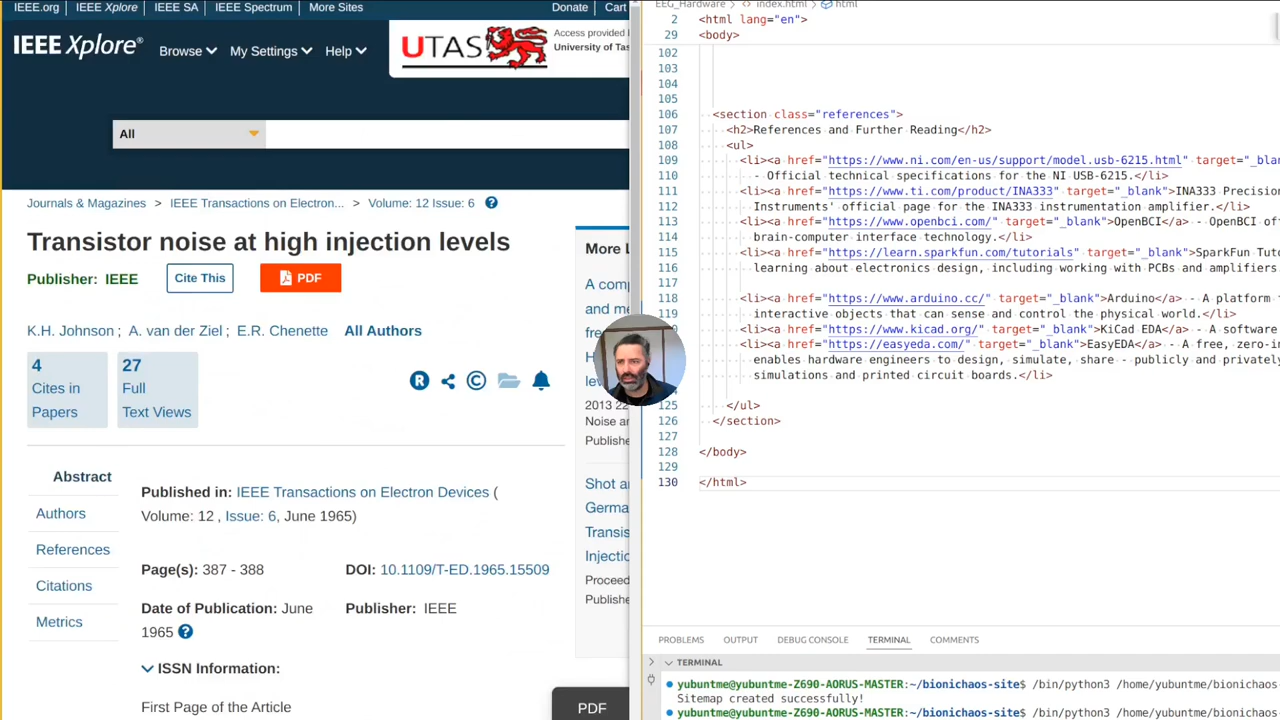 IEEE.org IEEE Xplore IEEE SA IEEE Spectrum More Sites Donate Cart
IEEE Xplore® Browse My Settings Help
UTAS
Access provided
University of Tas
All
Journals & Magazines > IEEE Transactions on Electron... > Volume: 12 Issue: 6 ?
Transistor noise at high injection levels
Publisher: IEEE Cite This PDF
K.H. Johnson ; A. van der Ziel ; E.R. Chenette All Authors
4
Cites in
Papers
27
Full
Text Views
R
Abstract
Authors
References
Citations
Metrics
Published in: IEEE Transactions on Electron Devices (
Volume: 12 , Issue: 6, June 1965)
Page(s): 387 - 388
DOI: 10.1109/T-ED.1965.15509
Date of Publication: June
1965 ?
Publisher: IEEE
ISSN Information:
First Page of the Article
More L
A comp
and me
fre
H
lev
2013 22
Noise an
Publishe
Shot an
Germa
Transis
Injectio
Proceed
Publishe
PDF
EEG_Hardware > index.html > html
2 <html lang="en">
29 <body>
102
103
104
105
106 <section class="references">
107 <h2>References and Further Reading</h2>
108 <ul>
109 <li><a href="https://www.ni.com/en-us/support/model.usb-6215.html" target="_blan
110 - Official technical specifications for the NI USB-6215.</li>
111 <li><a href="https://www.ti.com/product/INA333" target="_blank">INA333 Precision
112 Instruments' official page for the INA333 instrumentation amplifier.</li>
113 <li><a href="https://www.openbci.com/" target="_blank">OpenBCI</a> - OpenBCI of
114 brain-computer interface technology.</li>
115 <li><a href="https://learn.sparkfun.com/tutorials" target="_blank">SparkFun Tuto
116 learning about electronics design, including working with PCBs and amplifiers
117
118 <li><a href="https://www.arduino.cc/" target="_blank">Arduino</a> - A platform
119 interactive objects that can sense and control the physical world.</li>
<li><a href="https://www.kicad.org/" target="_blank">KiCad EDA</a> - A software
<li><a href="https://easyeda.com/" target="_blank">EasyEDA</a> - A free, zero-in
enables hardware engineers to design, simulate, share - publicly and privately
simulations and printed circuit boards.</li>
125 </ul>
126 </section>
127
128 </body>
129
130 </html>
PROBLEMS OUTPUT DEBUG CONSOLE TERMINAL COMMENTS
TERMINAL
yubuntme@yubuntme-Z690-AORUS-MASTER:~/bionichaos-site$ /bin/python3 /home/yubuntme/bionichaos-
Sitemap created successfully!
yubuntme@yubuntme-Z690-AORUS-MASTER:~/bionichaos-site$ /bin/python3 /home/yubuntme/bionichaos-